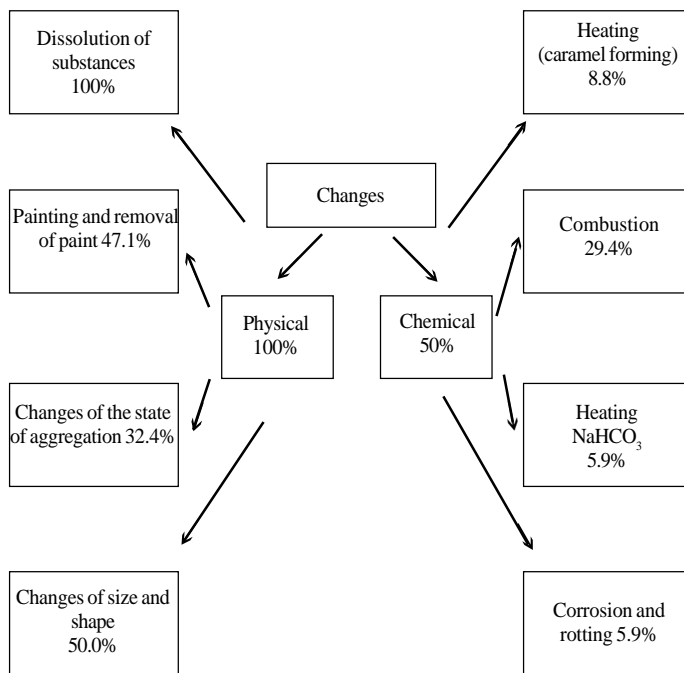 Dissolution of
substances
100%
Heating
(caramel forming)
8.8%
Changes
Painting and removal
of paint 47.1%
Combustion
29.4%
Physical
100%
Chemical
50%
Changes of the state
of aggregation 32.4%
Heating
NaHCO₃
5.9%
Changes of size and
shape
50.0%
Corrosion and
rotting 5.9%